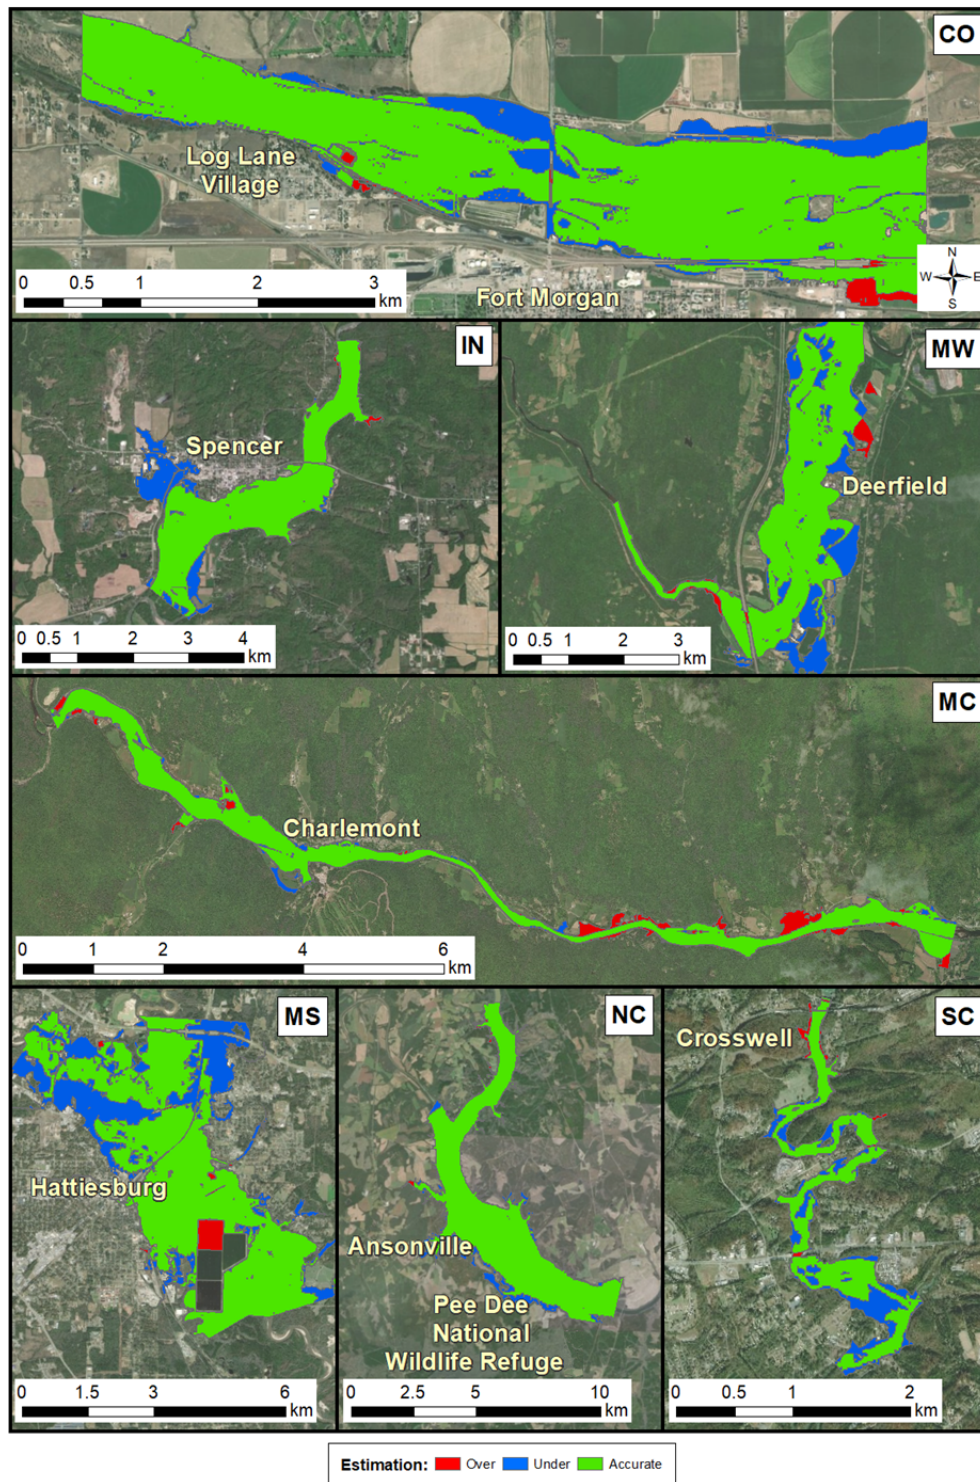 CO
Log Lane
Village
Fort Morgan
N
W E
S
0 0.5 1 2 3
km
IN
Spencer
0 0.5 1 2 3 4
km
MW
Deerfield
0 0.5 1 2 3
km
MC
Charlemont
0 1 2 4 6
km
MS
Hattiesburg
0 1.5 3 6
km
NC
Ansonville
Pee Dee
National
Wildlife Refuge
0 2.5 5 10
km
SC
Crosswell
0 0.5 1 2
km
Estimation: Over Under Accurate